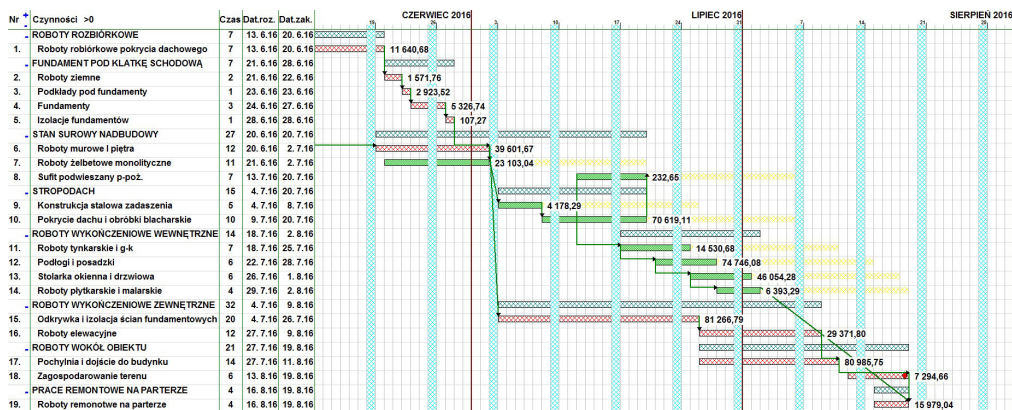 Nr + Czynności >0 Czas Dat.roz. Dat.zak. CZERWIEC 2016 LIPIEC 2016 SIERPIEŃ 2016
19 26 3 10 17 24 31 7 14 21 28
- ROBOTY ROZBIÓRKOWE 7 13. 6.16 20. 6.16
1. Roboty robiórkowe pokrycia dachowego 7 13. 6.16 20. 6.16 11 640,68
- FUNDAMENT POD KLATKĘ SCHODOWĄ 7 21. 6.16 28. 6.16
2. Roboty ziemne 2 21. 6.16 22. 6.16 1 571,76
3. Podkłady pod fundamenty 1 23. 6.16 23. 6.16 2 923,52
4. Fundamenty 3 24. 6.16 27. 6.16 5 326,74
5. Izolacje fundamentów 1 28. 6.16 28. 6.16 107,27
- STAN SUROWY NADBUDOWY 27 20. 6.16 20. 7.16
6. Roboty murowe I piętra 12 20. 6.16 2. 7.16 39 601,67
7. Roboty żelbetowe monolityczne 11 21. 6.16 2. 7.16 23 103,04
8. Sufit podwieszany p-poż. 7 13. 7.16 20. 7.16 232,65
- STROPODACH 15 4. 7.16 20. 7.16
9. Konstrukcja stalowa zadaszenia 5 4. 7.16 8. 7.16 4 178,29
10. Pokrycie dachu i obróbki blacharskie 10 9. 7.16 20. 7.16 70 619,11
- ROBOTY WYKOŃCZENIOWE WEWNĘTRZNE 14 18. 7.16 2. 8.16
11. Roboty tynkarskie i g-k 7 18. 7.16 25. 7.16 14 530,68
12. Podłogi i posadzki 6 22. 7.16 28. 7.16 74 746,08
13. Stolarka okienna i drzwiowa 6 26. 7.16 1. 8.16 46 054,28
14. Roboty płytkarskie i malarskie 4 29. 7.16 2. 8.16 6 393,29
- ROBOTY WYKOŃCZENIOWE ZEWNĘTRZNE 32 4. 7.16 9. 8.16
15. Odkrywka i izolacja ścian fundamentowych 20 4. 7.16 26. 7.16 81 266,79
16. Roboty elewacyjne 12 27. 7.16 9. 8.16 29 371,80
- ROBOTY WOKÓŁ OBIEKTU 21 27. 7.16 19. 8.16
17. Pochylnia i dojście do budynku 14 27. 7.16 11. 8.16 80 985,75
18. Zagospodarowanie terenu 6 13. 8.16 19. 8.16 7 294,66
- PRACE REMONTOWE NA PARTERZE 4 16. 8.16 19. 8.16
19. Roboty remontowe na parterze 4 16. 8.16 19. 8.16 15 979,04